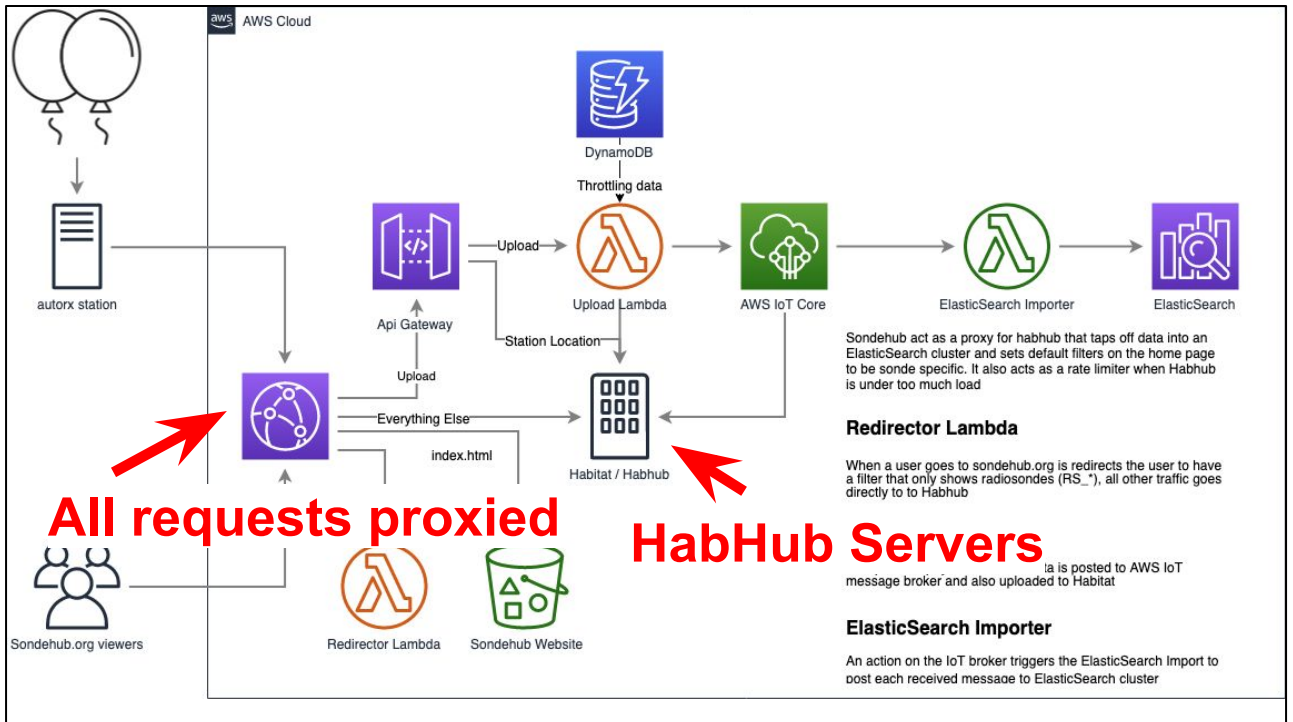 aws AWS Cloud
DynamoDB
Throttling data
Upload
autorx station
Api Gateway
Upload Lambda
AWS IoT Core
ElasticSearch Importer
ElasticSearch
Station Location
Upload
Everything Else
index.html
Habitat / Habhub
Sondehub act as a proxy for habhub that taps off data into an
ElasticSearch cluster and sets default filters on the home page
to be sonde specific. It also acts as a rate limiter when Habhub
is under too much load
Redirector Lambda
When a user goes to sondehub.org is redirects the user to have
a filter that only shows radiosondes (RS_*), all other traffic goes
directly to to Habhub
All requests proxied
HabHub Servers
is posted to AWS IoT
message broker and also uploaded to Habitat
Sondehub.org viewers
Redirector Lambda
Sondehub Website
ElasticSearch Importer
An action on the IoT broker triggers the ElasticSearch Import to
post each received message to ElasticSearch cluster